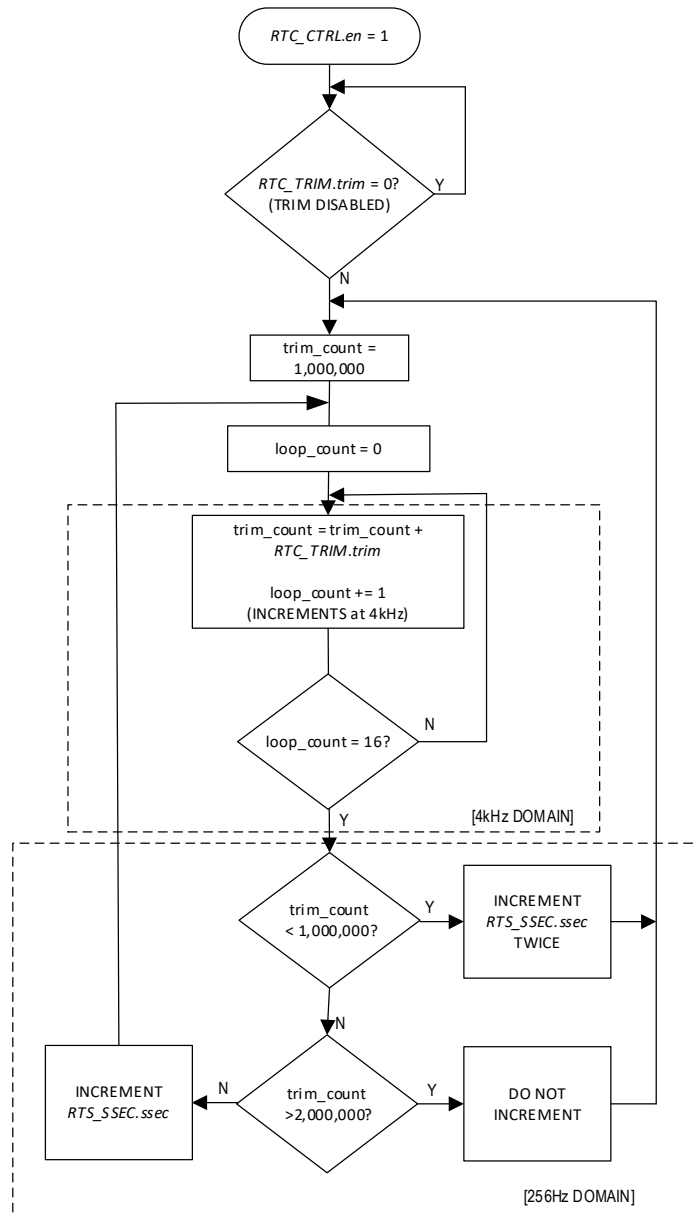 RTC_CTRL.en = 1
RTC_TRIM.trim = 0?
(TRIM DISABLED)
Y
N
trim_count =
1,000,000
loop_count = 0
trim_count = trim_count +
RTC_TRIM.trim
loop_count += 1
(INCREMENTS at 4kHz)
loop_count = 16?
N
Y
[4kHz DOMAIN]
trim_count
< 1,000,000?
Y
INCREMENT
RTS_SSEC.ssec
TWICE
N
INCREMENT
RTS_SSEC.ssec
N
trim_count
>2,000,000?
Y
DO NOT
INCREMENT
[256Hz DOMAIN]